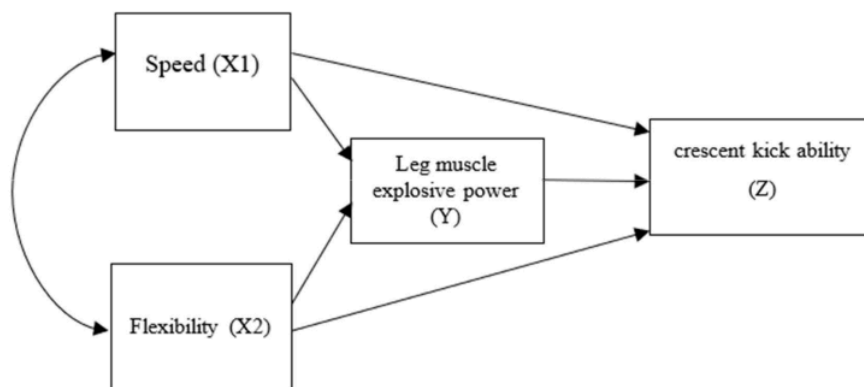 Speed (X1)
Leg muscle
explosive power
(Y)
crescent kick ability
(Z)
Flexibility (X2)